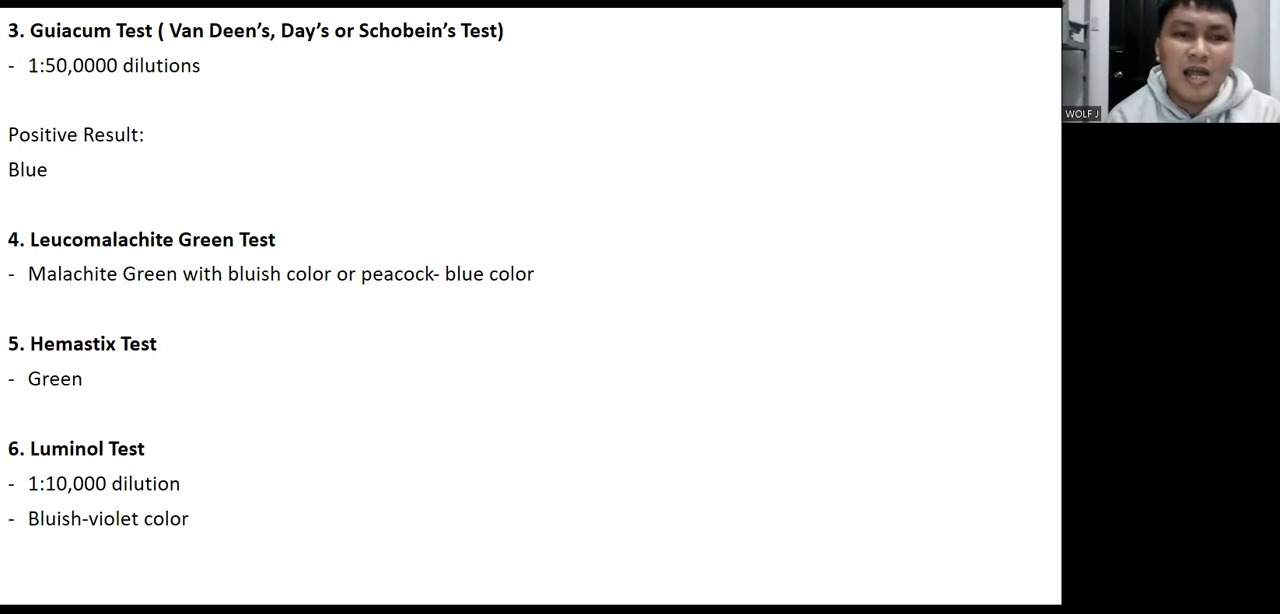 3. Guiacum Test ( Van Deen's, Day's or Schobein's Test)
- 1:50,0000 dilutions
Positive Result:
Blue
4. Leucomalachite Green Test
- Malachite Green with bluish color or peacock- blue color
5. Hemastix Test
- Green
6. Luminol Test
- 1:10,000 dilution
- Bluish-violet color
WOLF J